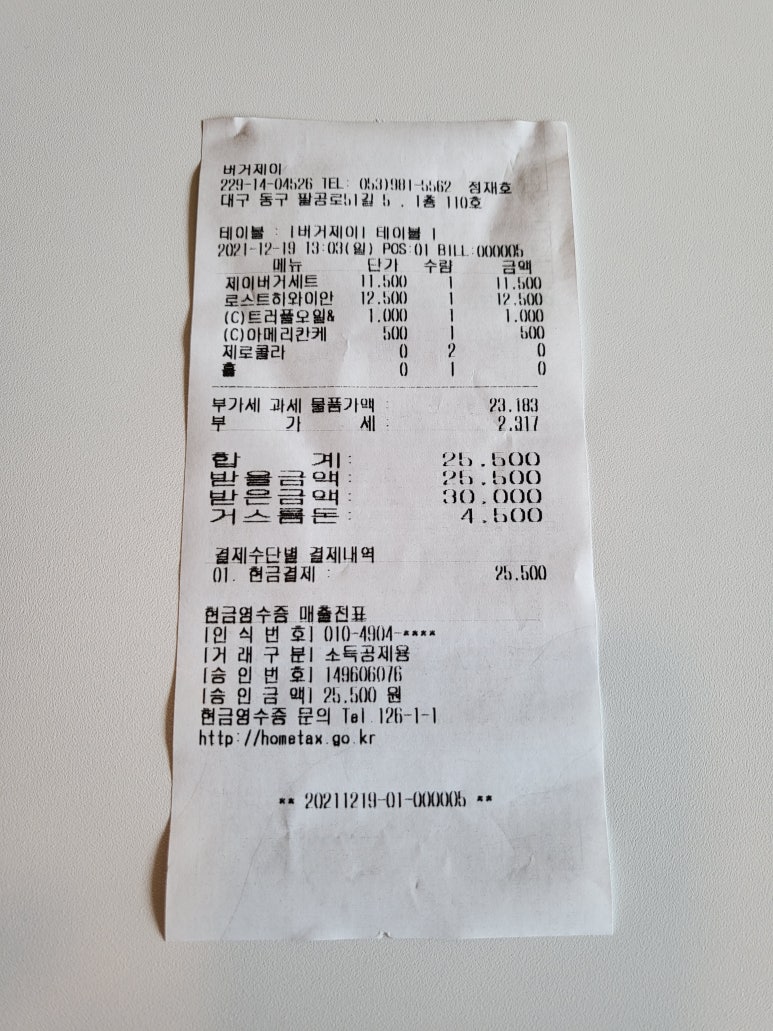 버거제이
229-14-04526 TEL: 053)981-5562 정재호
대구 동구 팔공로51길 5 , 1층 110호
테이블 : [버거제이] 테이블 1
2021-12-19 13:03(일) POS:01 BILL:000005
메뉴 단가 수량 금액
제이버거세트 11,500 1 11,500
로스트하와이안 12,500 1 12,500
(C)트러플오일& 1,000 1 1,000
(C)아메리칸케 500 1 500
제로콜라 0 2 0
홀 0 1 0
부가세 과세 물품가액 : 23,183
부 가 세 : 2,317
합 계: 25,500
받을금액: 25,500
받은금액: 30,000
거스름돈: 4,500
결제수단별 결제내역
01. 현금결제 : 25,500
현금영수증 매출전표
[인 식 번 호] 010-4904-****
[거 래 구 분] 소득공제용
[승 인 번 호] 149606076
[승 인 금 액] 25,500 원
현금영수증 문의 Tel.126-1-1
http://hometax.go.kr
** 20211219-01-000005 **